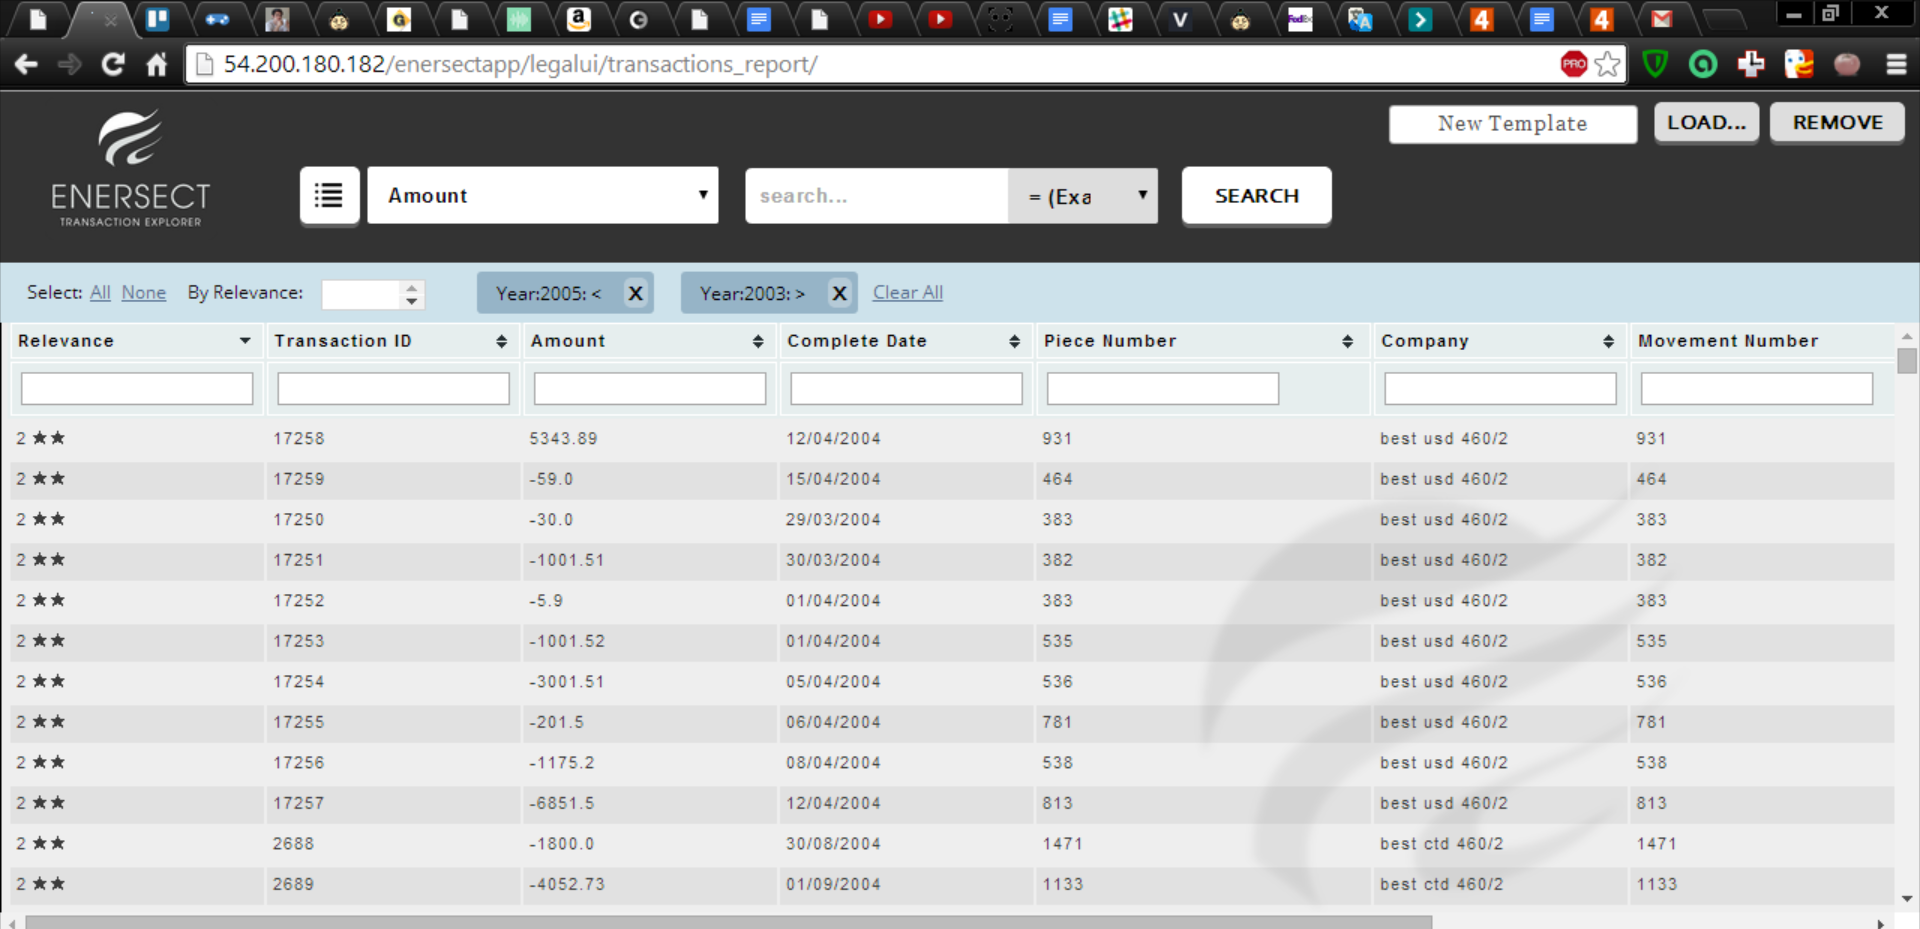 54.200.180.182/enersectapp/legalui/transactions_report/
PRO
New Template LOAD... REMOVE
ENERSECT
TRANSACTION EXPLORER
Amount search... = (Exa SEARCH
Select: All None By Relevance: Year:2005: < X Year:2003: > X Clear All
Relevance Transaction ID Amount Complete Date Piece Number Company Movement Number
2 ★★ 17258 5343.89 12/04/2004 931 best usd 460/2 931
2 ★★ 17259 -59.0 15/04/2004 464 best usd 460/2 464
2 ★★ 17250 -30.0 29/03/2004 383 best usd 460/2 383
2 ★★ 17251 -1001.51 30/03/2004 382 best usd 460/2 382
2 ★★ 17252 -5.9 01/04/2004 383 best usd 460/2 383
2 ★★ 17253 -1001.52 01/04/2004 535 best usd 460/2 535
2 ★★ 17254 -3001.51 05/04/2004 536 best usd 460/2 536
2 ★★ 17255 -201.5 06/04/2004 781 best usd 460/2 781
2 ★★ 17256 -1175.2 08/04/2004 538 best usd 460/2 538
2 ★★ 17257 -6851.5 12/04/2004 813 best usd 460/2 813
2 ★★ 2688 -1800.0 30/08/2004 1471 best ctd 460/2 1471
2 ★★ 2689 -4052.73 01/09/2004 1133 best ctd 460/2 1133